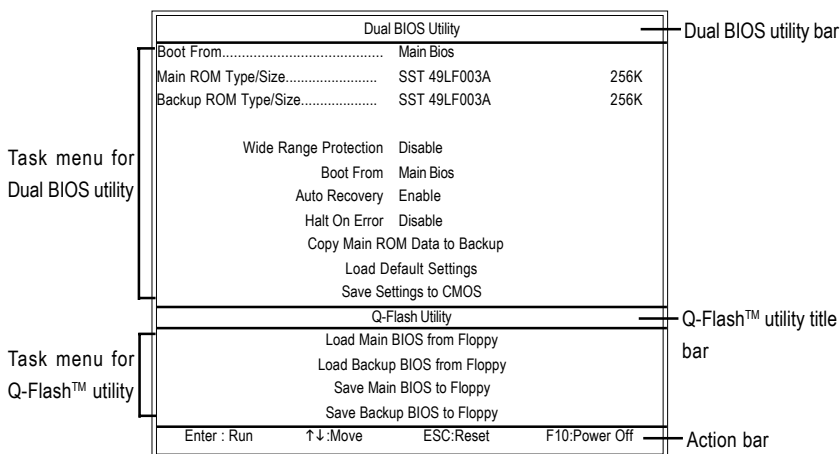 Dual BIOS Utility
Dual BIOS utility bar
Boot From......................................... Main Bios
Main ROM Type/Size....................... SST 49LF003A 256K
Backup ROM Type/Size.................... SST 49LF003A 256K
Wide Range Protection Disable
Boot From Main Bios
Auto Recovery Enable
Halt On Error Disable
Copy Main ROM Data to Backup
Load Default Settings
Save Settings to CMOS
Task menu for
Dual BIOS utility
Q-Flash Utility
Q-Flash™ utility title
bar
Load Main BIOS from Floppy
Load Backup BIOS from Floppy
Save Main BIOS to Floppy
Save Backup BIOS to Floppy
Task menu for
Q-Flash™ utility
Enter : Run ↑↓:Move ESC:Reset F10:Power Off
Action bar